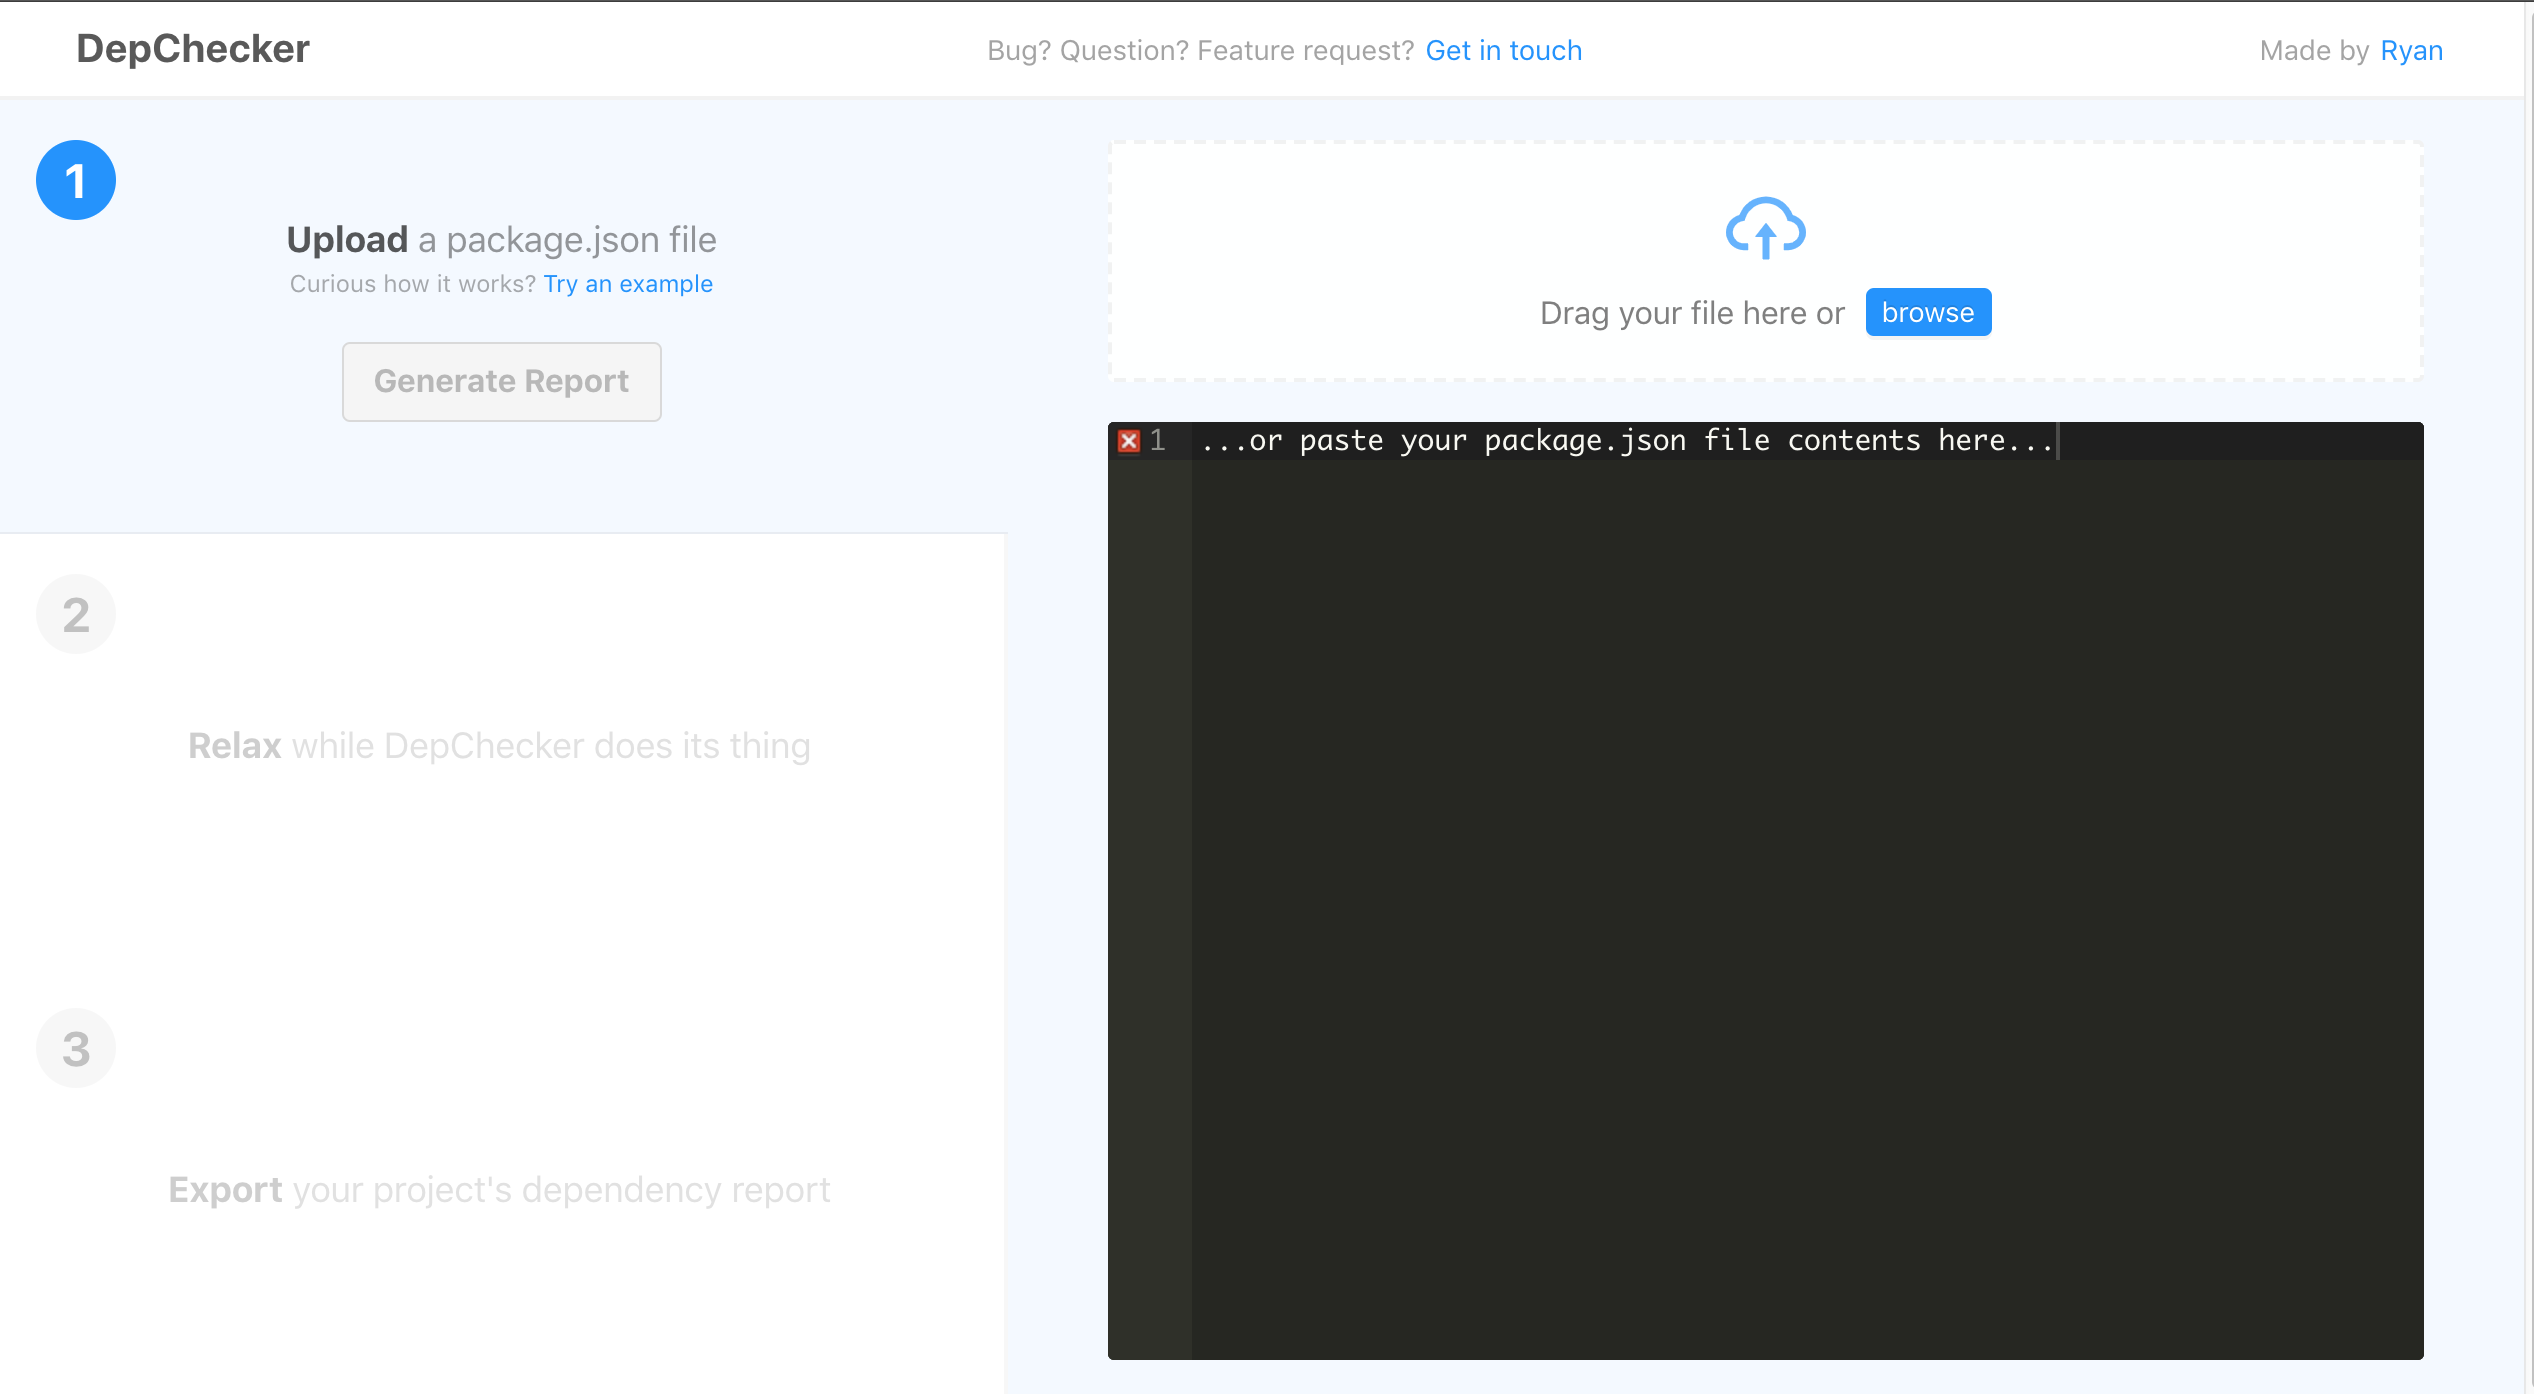 DepChecker
Bug? Question? Feature request? Get in touch
Made by Ryan
1
Upload a package.json file
Curious how it works? Try an example
Generate Report
2
Relax while DepChecker does its thing
3
Export your project's dependency report
Drag your file here or browse
1 ...or paste your package.json file contents here...